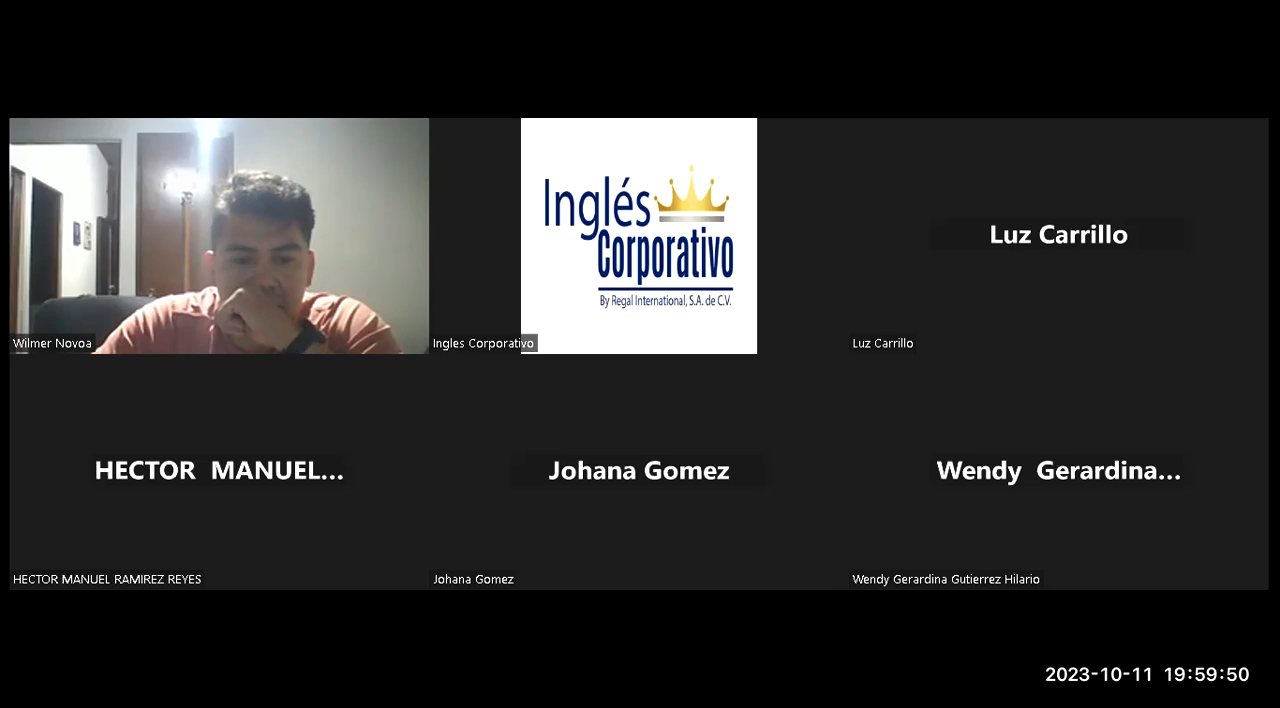 Inglés
Corporativo
By Regal International, S.A. de C.V.
Luz Carrillo
Wilmer Novoa
Ingles Corporativo
Luz Carrillo
HECTOR MANUEL...
Johana Gomez
Wendy Gerardina...
HECTOR MANUEL RAMIREZ REYES
Johana Gomez
Wendy Gerardina Gutierrez Hilario
2023-10-11 19:59:50